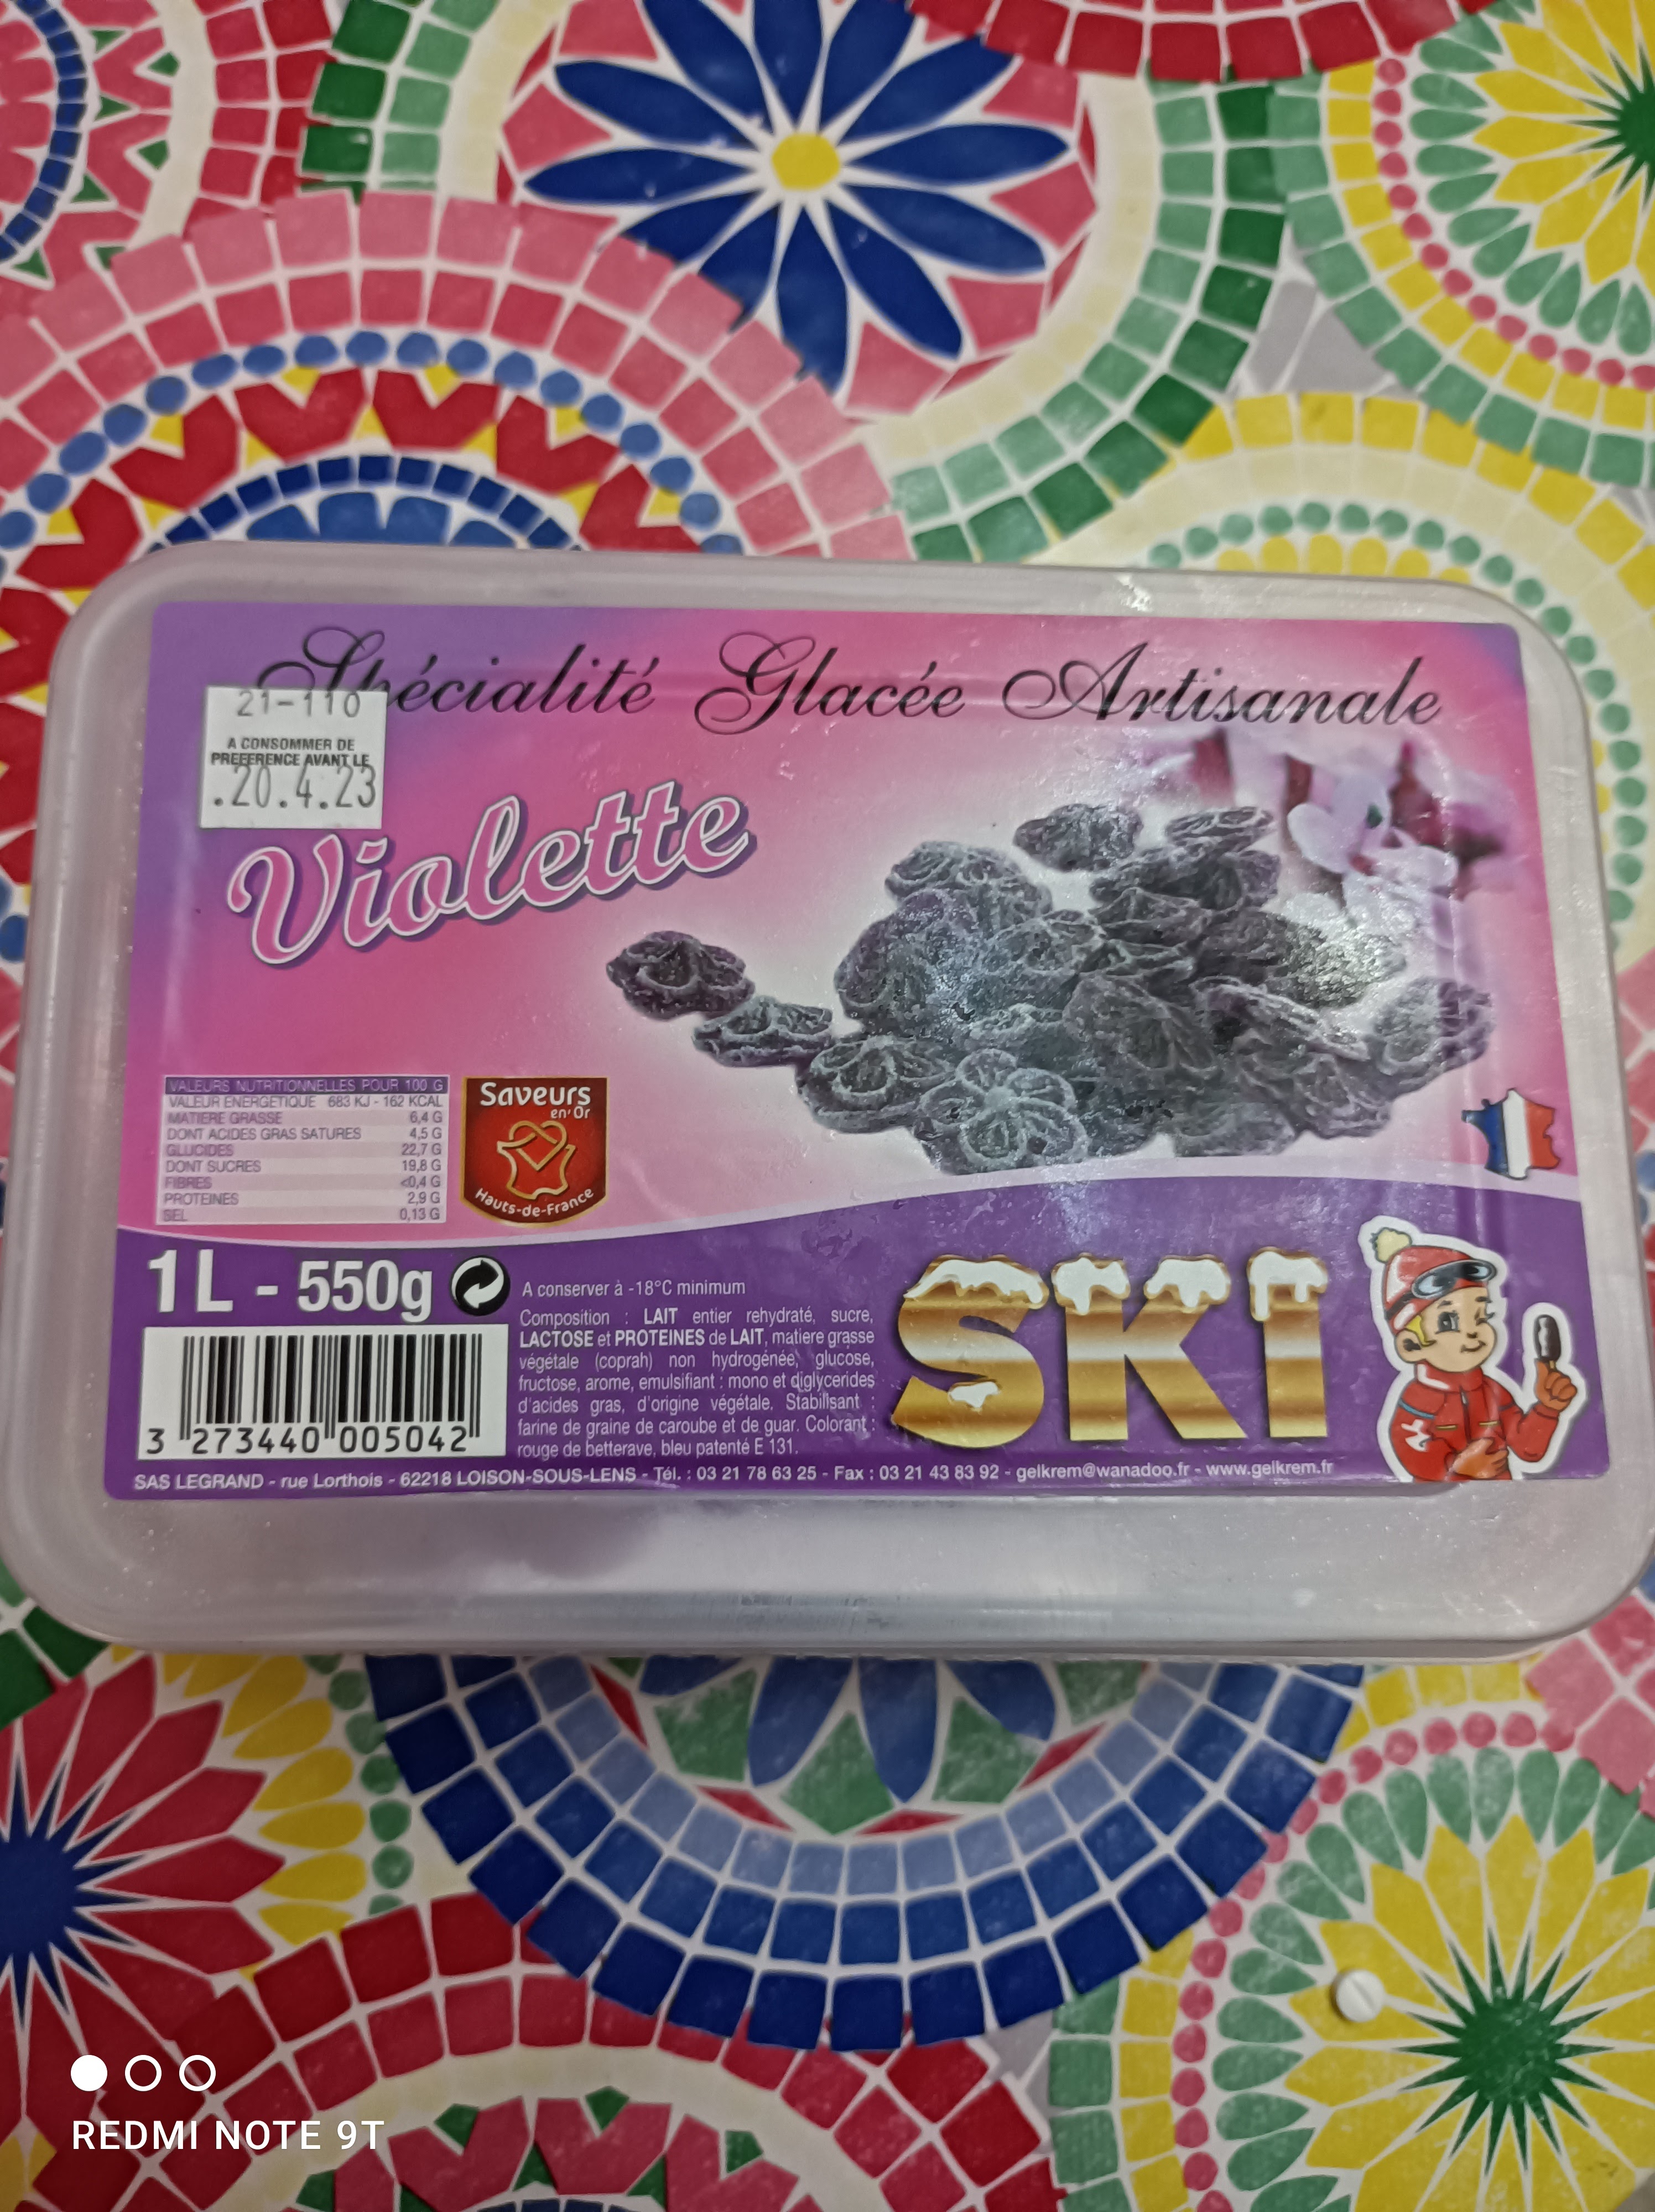 Spécialité Glacée Artisanale
21-110
A CONSOMMER DE
PREFERENCE AVANT LE
.20.4.23
Violette
VALEURS NUTRITIONNELLES POUR 100 G
VALEUR ENERGETIQUE 683 KJ - 162 KCAL
MATIERE GRASSE 6,4 G
DONT ACIDES GRAS SATURES 4,5 G
GLUCIDES 22,7 G
DONT SUCRES 19,8 G
FIBRES <0,4 G
PROTEINES 2,9 G
SEL 0,13 G
Saveurs
en'Or
Hauts-de-France
1L - 550g
A conserver à -18°C minimum
Composition : LAIT entier rehydraté, sucre,
LACTOSE et PROTEINES de LAIT, matiere grasse
végétale (coprah) non hydrogénée, glucose,
fructose, arome, emulsifiant : mono et diglycerides
d'acides gras, d'origine végétale. Stabilisant :
farine de graine de caroube et de guar. Colorant :
rouge de betterave, bleu patenté E 131.
SKI
3 273440 005042
SAS LEGRAND - rue Lorthois - 62218 LOISON-SOUS-LENS - Tél. : 03 21 78 63 25 - Fax : 03 21 43 83 92 - gelkrem@wanadoo.fr - www.gelkrem.fr
REDMI NOTE 9T